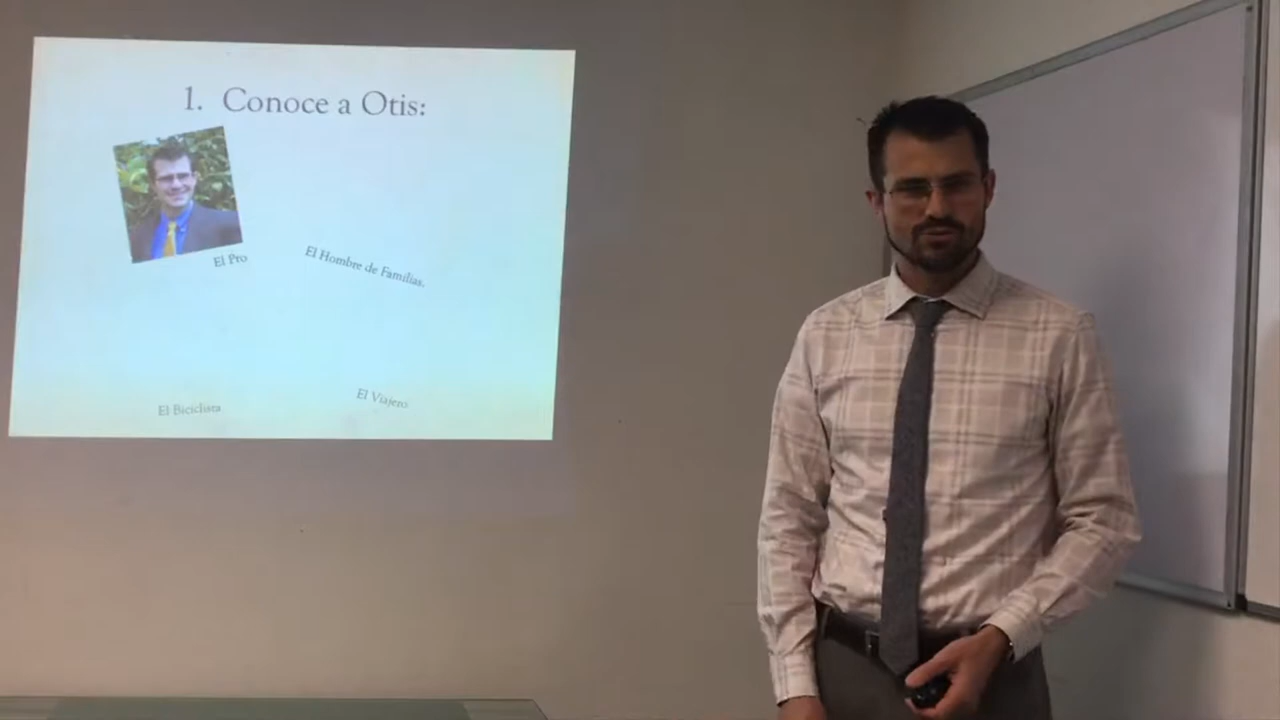 1. Conoce a Otis:
El Pro
El Hombre de Familias.
El Biciclista
El Viajero